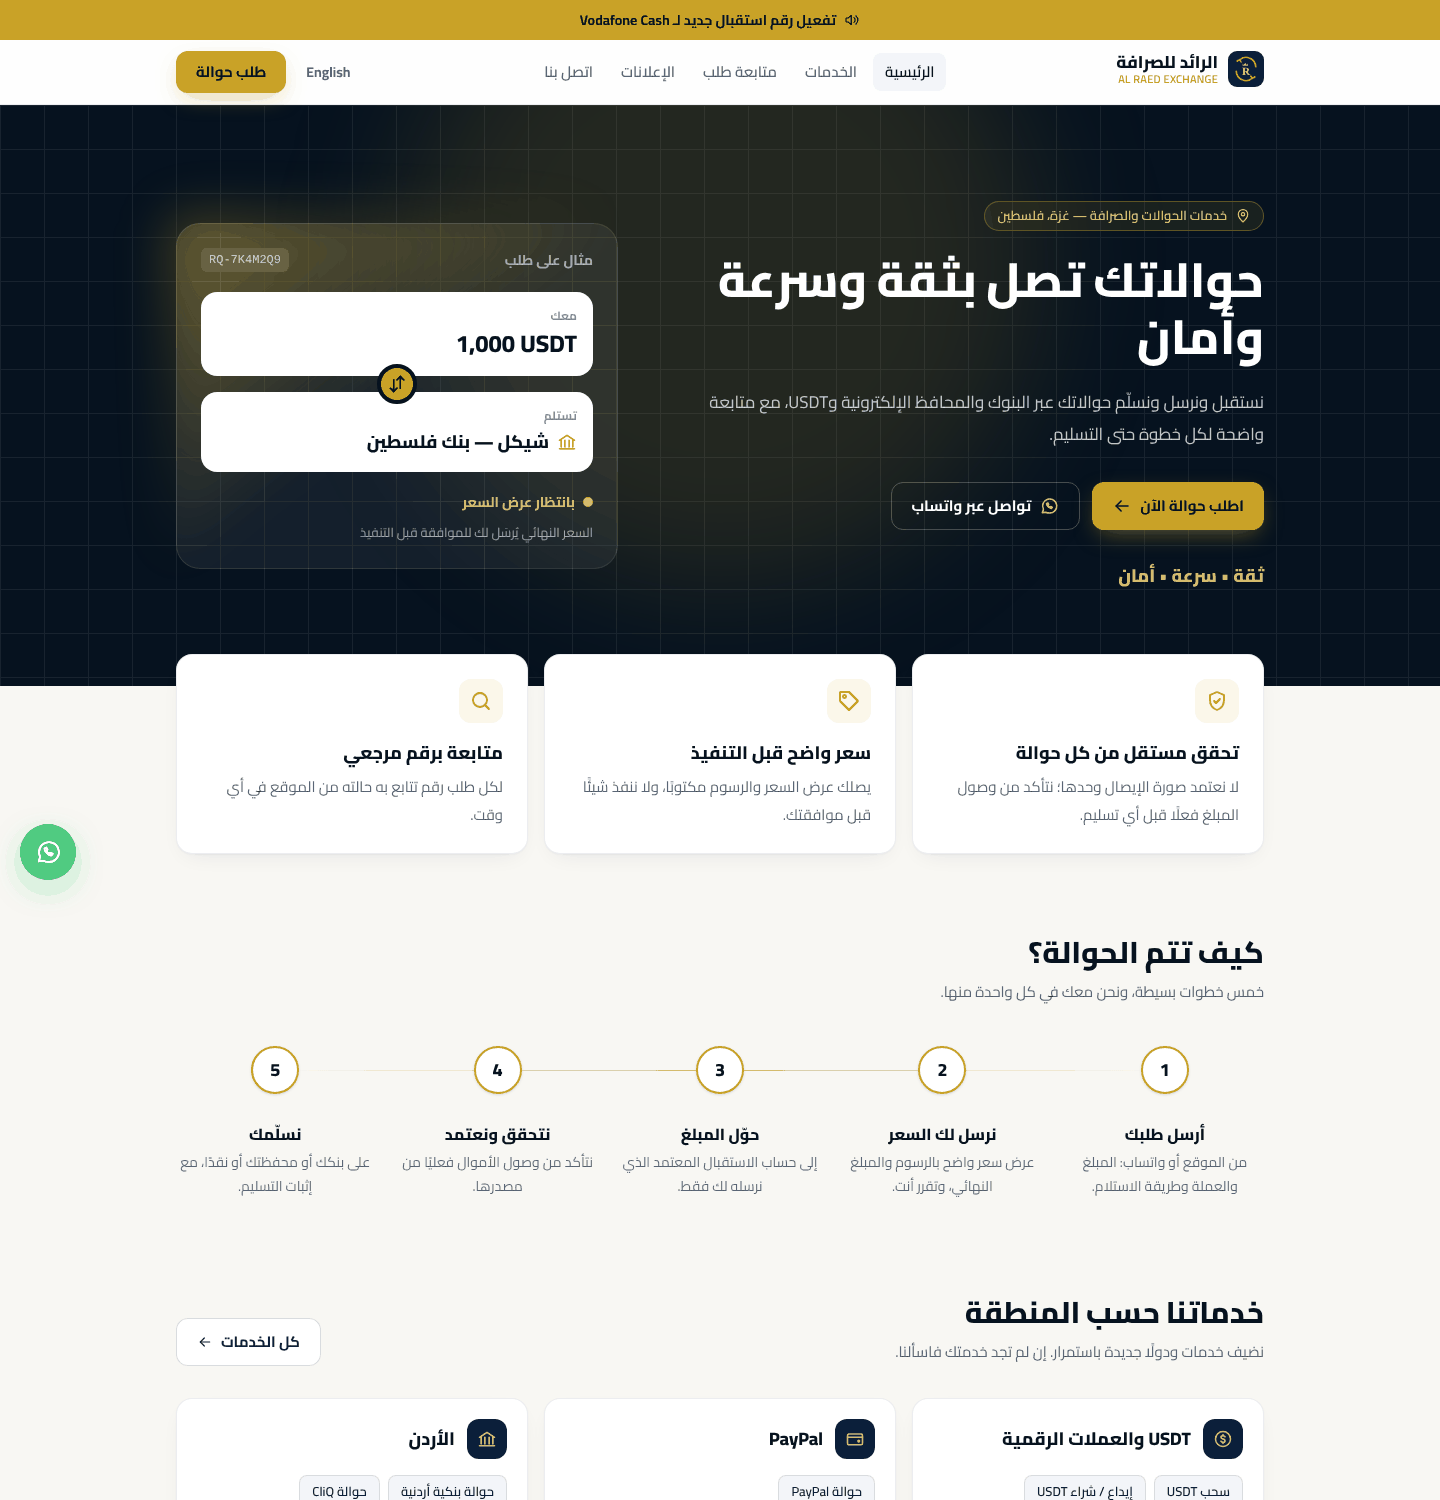 تفعيل رقم استقبال جديد لـ Vodafone Cash
الرائد للصرافة
AL RAED EXCHANGE
الرئيسية
الخدمات
متابعة طلب
الإعلانات
اتصل بنا
English
طلب حوالة
خدمات الحوالات والصرافة — غزة، فلسطين
حوالاتك تصل بثقة وسرعة
وأمان
نستقبل ونرسل ونسلّم حوالاتك عبر البنوك والمحافظ الإلكترونية وUSDT، مع متابعة
واضحة لكل خطوة حتى التسليم.
اطلب حوالة الآن
تواصل عبر واتساب
ثقة • سرعة • أمان
مثال على طلب
RQ-7K4M2Q9
معك
1,000 USDT
تستلم
شيكل — بنك فلسطين
بانتظار عرض السعر
السعر النهائي يُرسَل لك للموافقة قبل التنفيذ
تحقق مستقل من كل حوالة
لا نعتمد صورة الإيصال وحدها؛ نتأكد من وصول
المبلغ فعلًا قبل أي تسليم.
سعر واضح قبل التنفيذ
يصلك عرض السعر والرسوم مكتوبًا، ولا ننفذ شيئًا
قبل موافقتك.
متابعة برقم مرجعي
لكل طلب رقم تتابع به حالته من الموقع في أي
وقت.
كيف تتم الحوالة؟
خمس خطوات بسيطة، ونحن معك في كل واحدة منها.
1
أرسل طلبك
من الموقع أو واتساب: المبلغ
والعملة وطريقة الاستلام.
2
نرسل لك السعر
عرض سعر واضح بالرسوم والمبلغ
النهائي، وتقرر أنت.
3
حوّل المبلغ
إلى حساب الاستقبال المعتمد الذي
نرسله لك فقط.
4
نتحقق ونعتمد
نتأكد من وصول الأموال فعليًا من
مصدرها.
5
نسلّمك
على بنكك أو محفظتك أو نقدًا، مع
إثبات التسليم.
خدماتنا حسب المنطقة
نضيف خدمات ودولًا جديدة باستمرار. إن لم تجد خدمتك فاسألنا.
كل الخدمات
USDT والعملات الرقمية
سحب USDT
إيداع / شراء USDT
PayPal
حوالة PayPal
الأردن
حوالة بنكية أردنية
حوالة CliQ